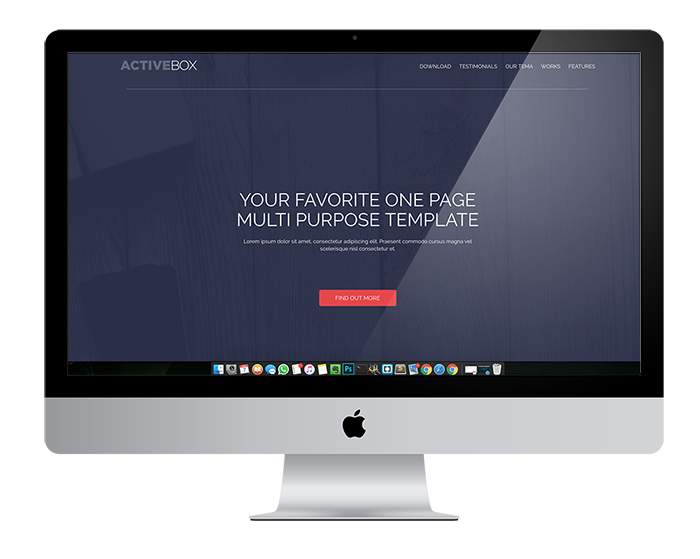 ACTIVEBOX
DOWNLOAD TESTIMONIALS OUR TEMA WORKS FEATURES
YOUR FAVORITE ONE PAGE
MULTI PURPOSE TEMPLATE
Lorem ipsum dolor sit amet, consectetur adipiscing elit. Praesent commodo cursus magna vel
scelerisque nisl consectetur et.
FIND OUT MORE
Ps